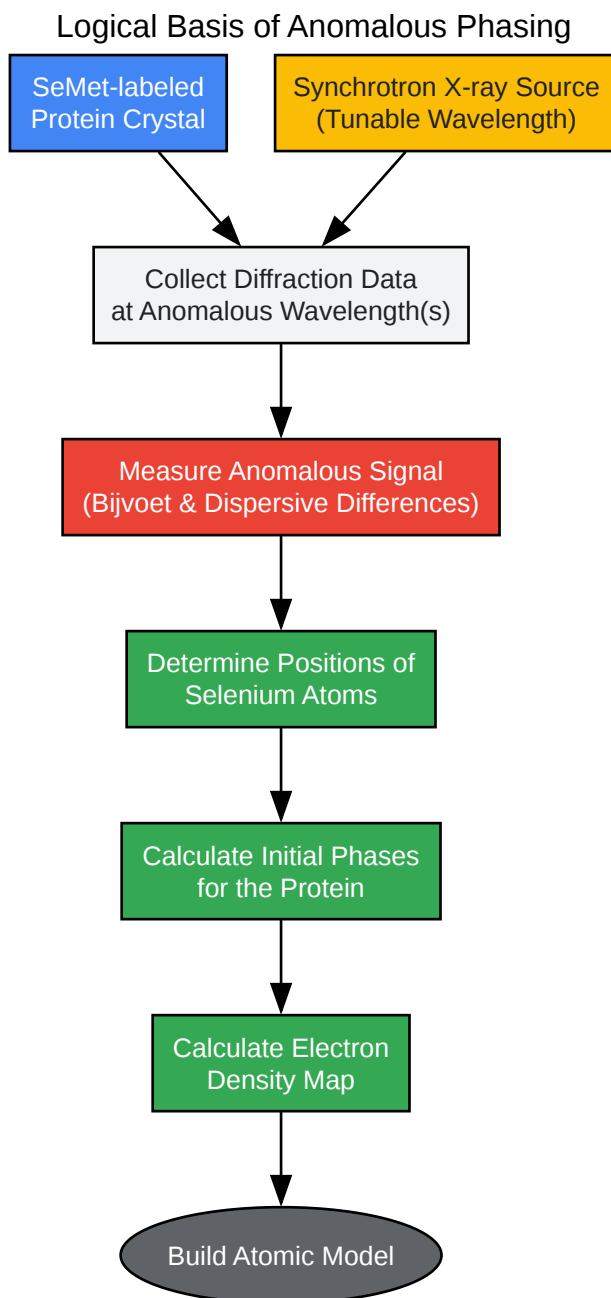 Logical Basis of Anomalous Phasing
SeMet-labeled
Protein Crystal
Synchrotron X-ray Source
(Tunable Wavelength)
Collect Diffraction Data
at Anomalous Wavelength(s)
Measure Anomalous Signal
(Bijvoet & Dispersive Differences)
Determine Positions of
Selenium Atoms
Calculate Initial Phases
for the Protein
Calculate Electron
Density Map
Build Atomic Model